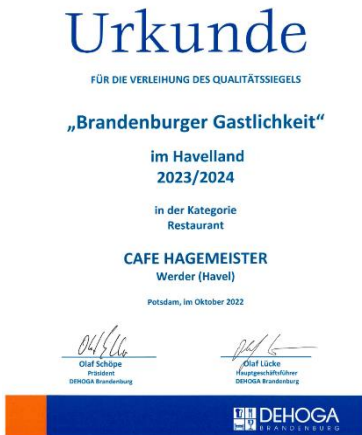 Urkunde
FÜR DIE VERLEIHUNG DES QUALITÄTSSIEGELS
„Brandenburger Gastlichkeit“
im Havelland
2023/2024
in der Kategorie
Restaurant
CAFE HAGEMEISTER
Werder (Havel)
Potsdam, im Oktober 2022
Olaf Schöpe
Präsident
DEHOGA Brandenburg
Olaf Lücke
Hauptgeschäftsführer
DEHOGA Brandenburg
DEHOGA
BRANDENBURG